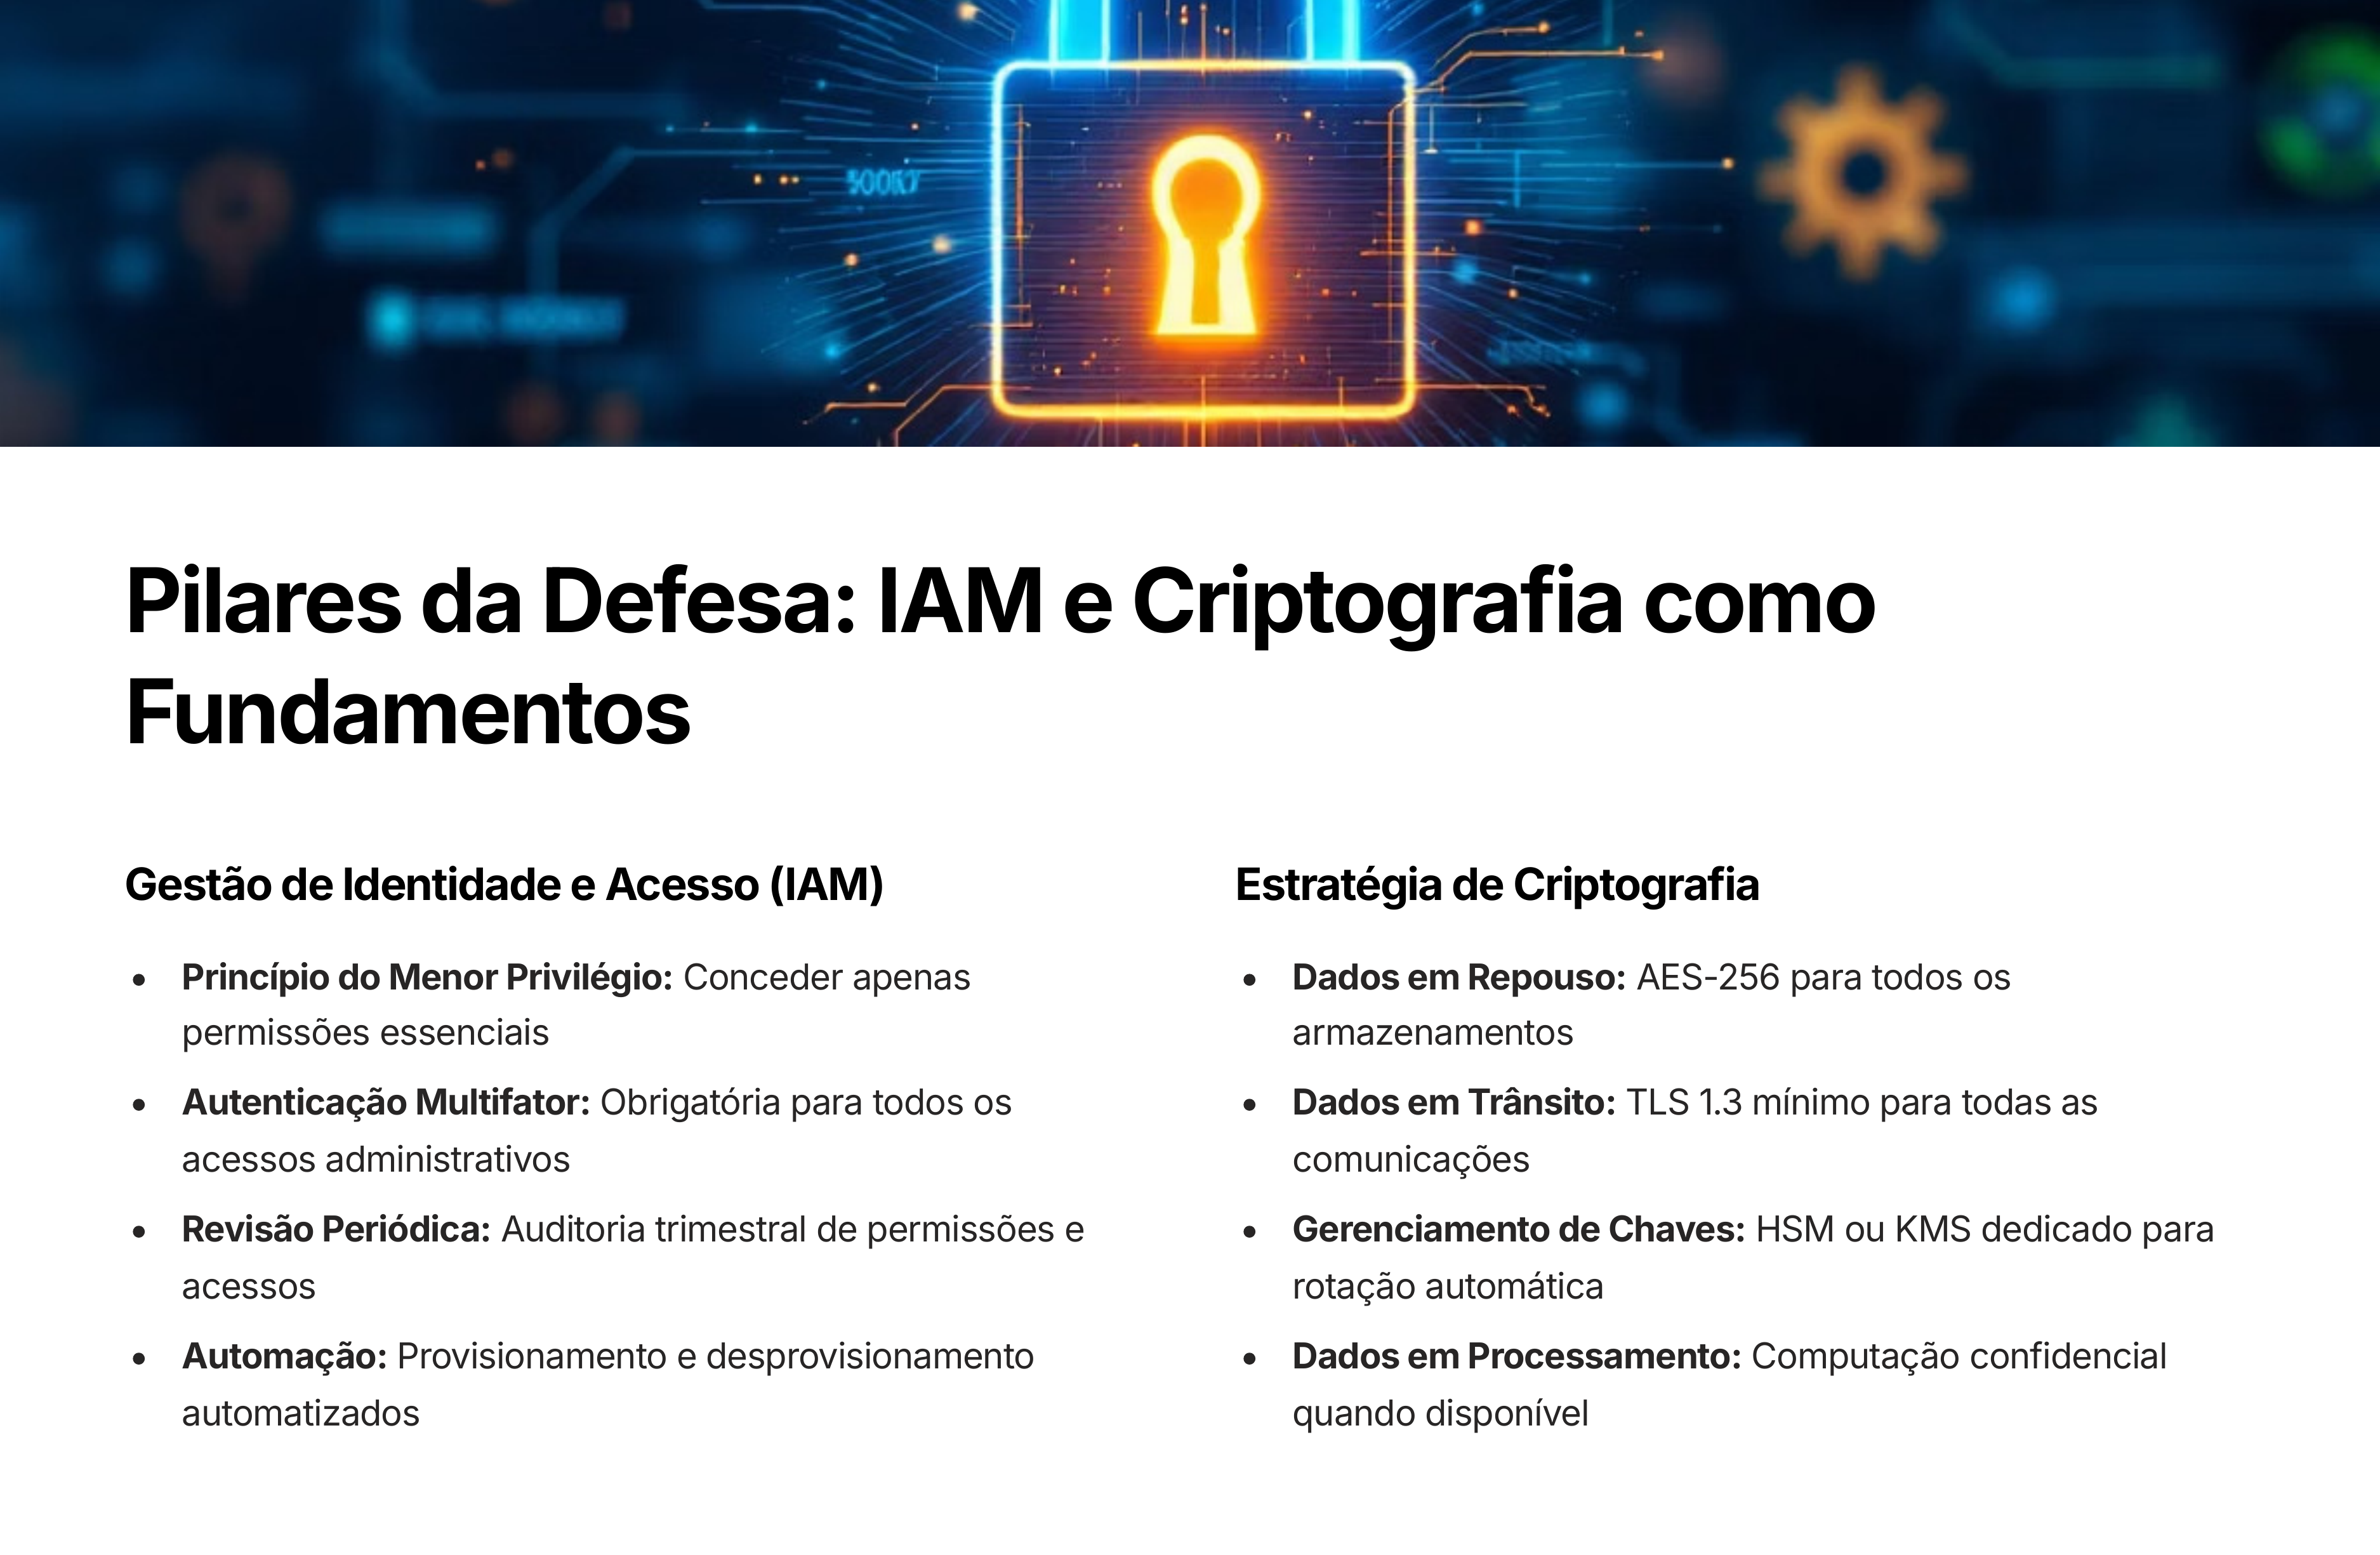 Pilares da Defesa: IAM e Criptografia como
Fundamentos
Gestão de Identidade e Acesso (IAM)
• Princípio do Menor Privilégio: Conceder apenas
permissões essenciais
• Autenticação Multifator: Obrigatória para todos os
acessos administrativos
• Revisão Periódica: Auditoria trimestral de permissões e
acessos
• Automação: Provisionamento e desprovisionamento
automatizados
Estratégia de Criptografia
• Dados em Repouso: AES-256 para todos os
armazenamentos
• Dados em Trânsito: TLS 1.3 mínimo para todas as
comunicações
• Gerenciamento de Chaves: HSM ou KMS dedicado para
rotação automática
• Dados em Processamento: Computação confidencial
quando disponível